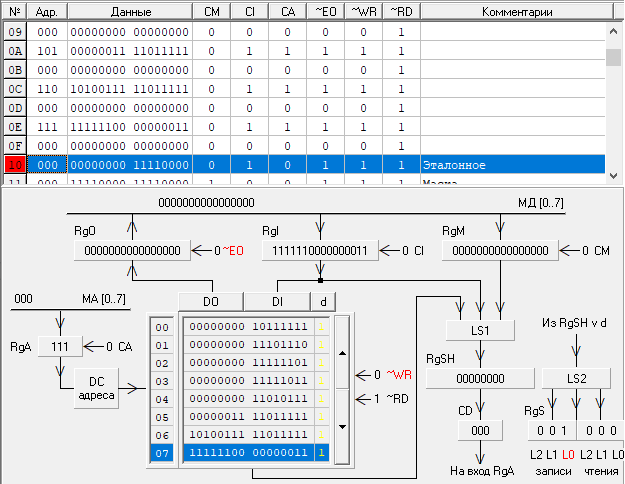 № Адр. Данные CM CI CA ~EO ~WR ~RD Комментарии
09 000 00000000 00000000 0 0 0 0 0 1
0A 101 00000011 11011111 0 1 1 1 1 1
0B 000 00000000 00000000 0 0 0 0 0 1
0C 110 10100111 11011111 0 1 1 1 1 1
0D 000 00000000 00000000 0 0 0 0 0 1
0E 111 11111100 00000011 0 1 1 1 1 1
0F 000 00000000 00000000 0 0 0 0 0 1
10 000 00000000 11110000 0 1 0 1 1 1 Эталонное
11 000 11110000 11110000 1 0 0 1 1 1 Маска
0000000000000000 МД [0..7]
RgO RgI RgM
0000000000000000 0 ~EO 1111110000000011 0 CI 0000000000000000 0 CM
000 МА [0..7]
RgA 111 0 CA
DC
адреса
DO DI d
00 00000000 10111111
01 00000000 11101110
02 00000000 11111101
03 00000000 11011111
04 00000000 11010111
05 00000011 11011111
06 10100111 11011111
07 11111100 00000011 1
0 ~WR
1 ~RD
LS1
RgSH
00000000
CD
000
На вход RgA
Из RgSH v d
LS2
RgS
0 0 1 0 0 0
L2 L1 L0 L2 L1 L0
записи чтения